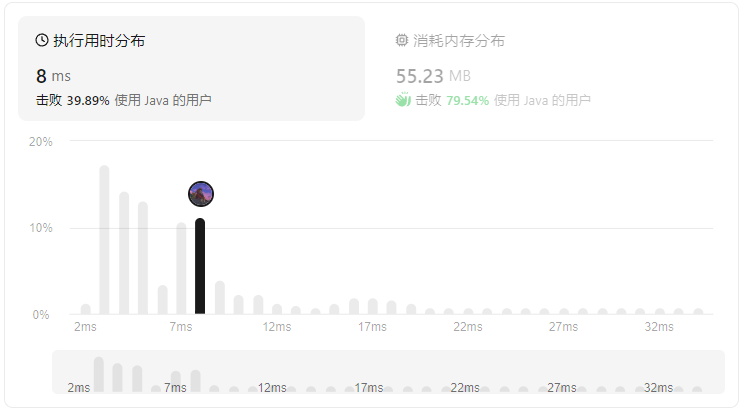 执行用时分布
8 ms
击败 39.89% 使用 Java 的用户
消耗内存分布
55.23 MB
击败 79.54% 使用 Java 的用户
20%
10%
0%
2ms 7ms 12ms 17ms 22ms 27ms 32ms
2ms 7ms 12ms 17ms 22ms 27ms 32ms